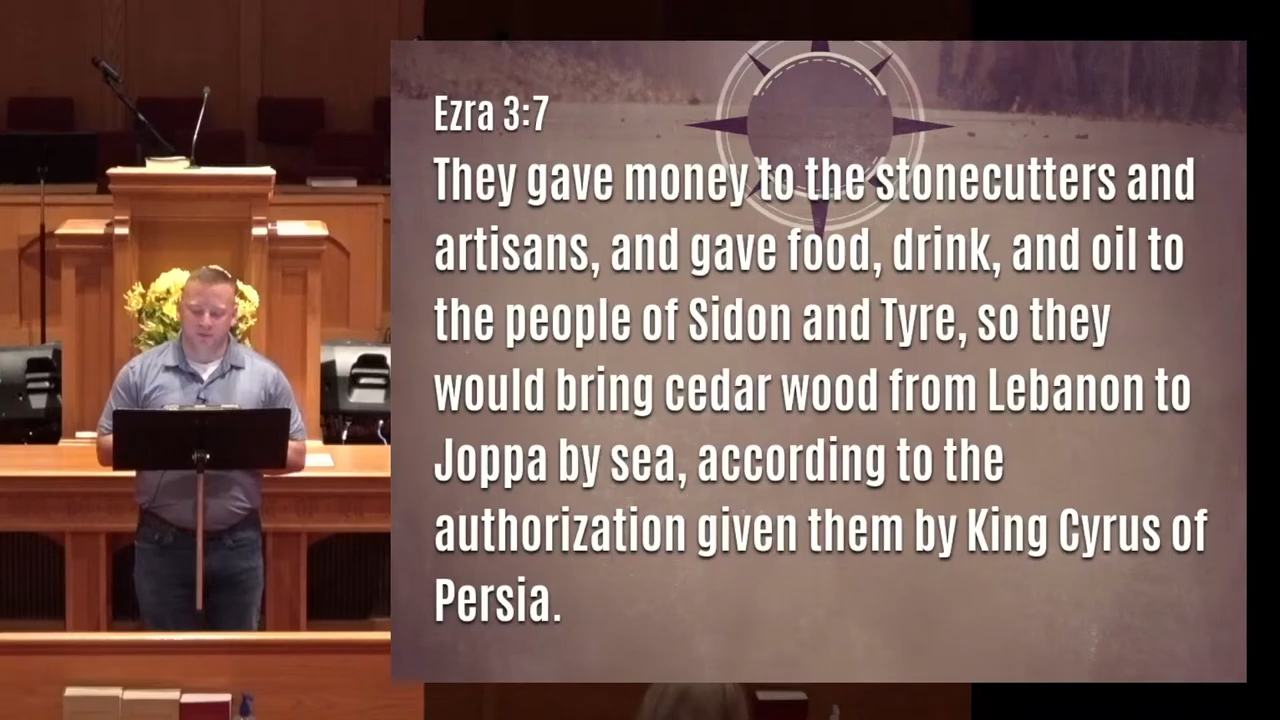 Ezra 3:7
They gave money to the stonecutters and
artisans, and gave food, drink, and oil to
the people of Sidon and Tyre, so they
would bring cedar wood from Lebanon to
Joppa by sea, according to the
authorization given them by King Cyrus of
Persia.